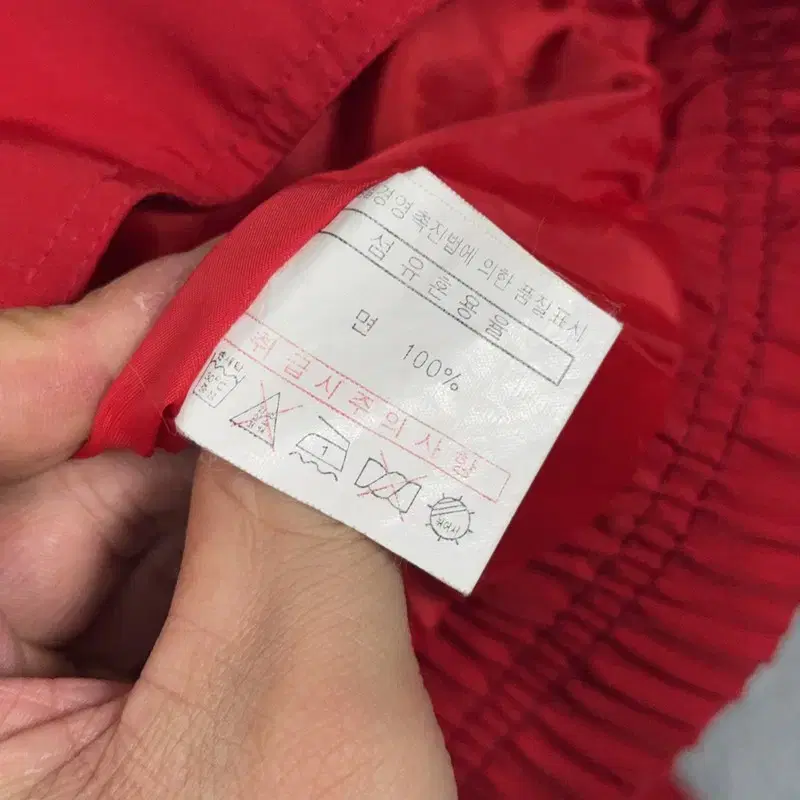 경영촉진법에 의한 품질표시
섬유혼용율
면 100%
취급시주의사항
1